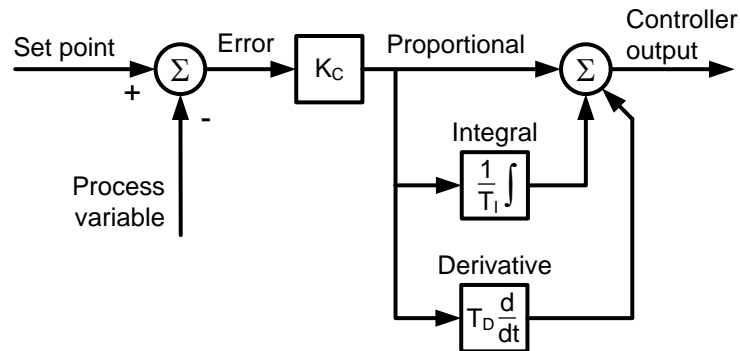 Set point
Σ
+
-
Error
K_C
Proportional
Σ
Controller
output
Process
variable
Integral
1
T_I
∫
Derivative
T_D d
dt